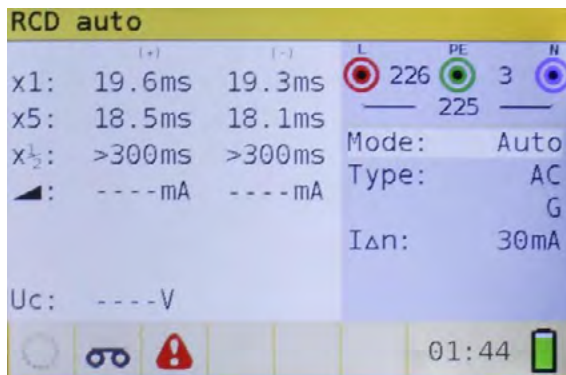 RCD auto
(+) (-)
x1: 19.6ms 19.3ms
x5: 18.5ms 18.1ms
x½: >300ms >300ms
: ----mA ----mA
Uc: ----V
L PE N
226 3
225
Mode: Auto
Type: AC
G
I∆n: 30mA
01:44